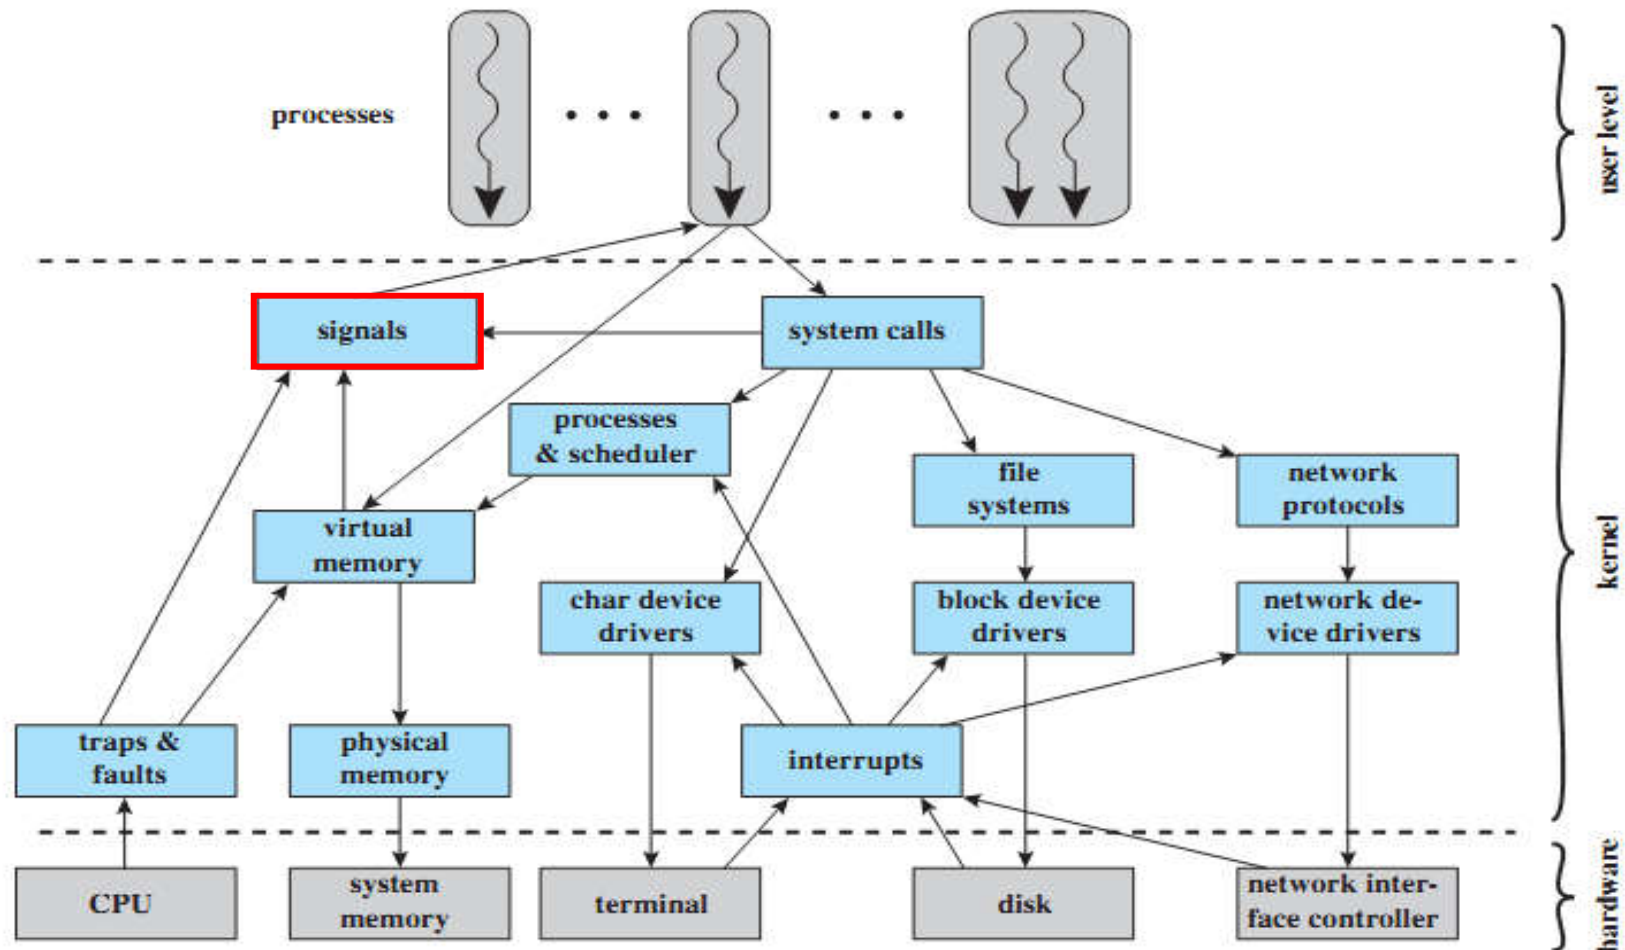 processes
user level
signals
system calls
processes
& scheduler
file
systems
network
protocols
virtual
memory
kernel
char device
drivers
block device
drivers
network de-
vice drivers
traps &
faults
physical
memory
interrupts
CPU
system
memory
terminal
disk
network inter-
face controller
hardware